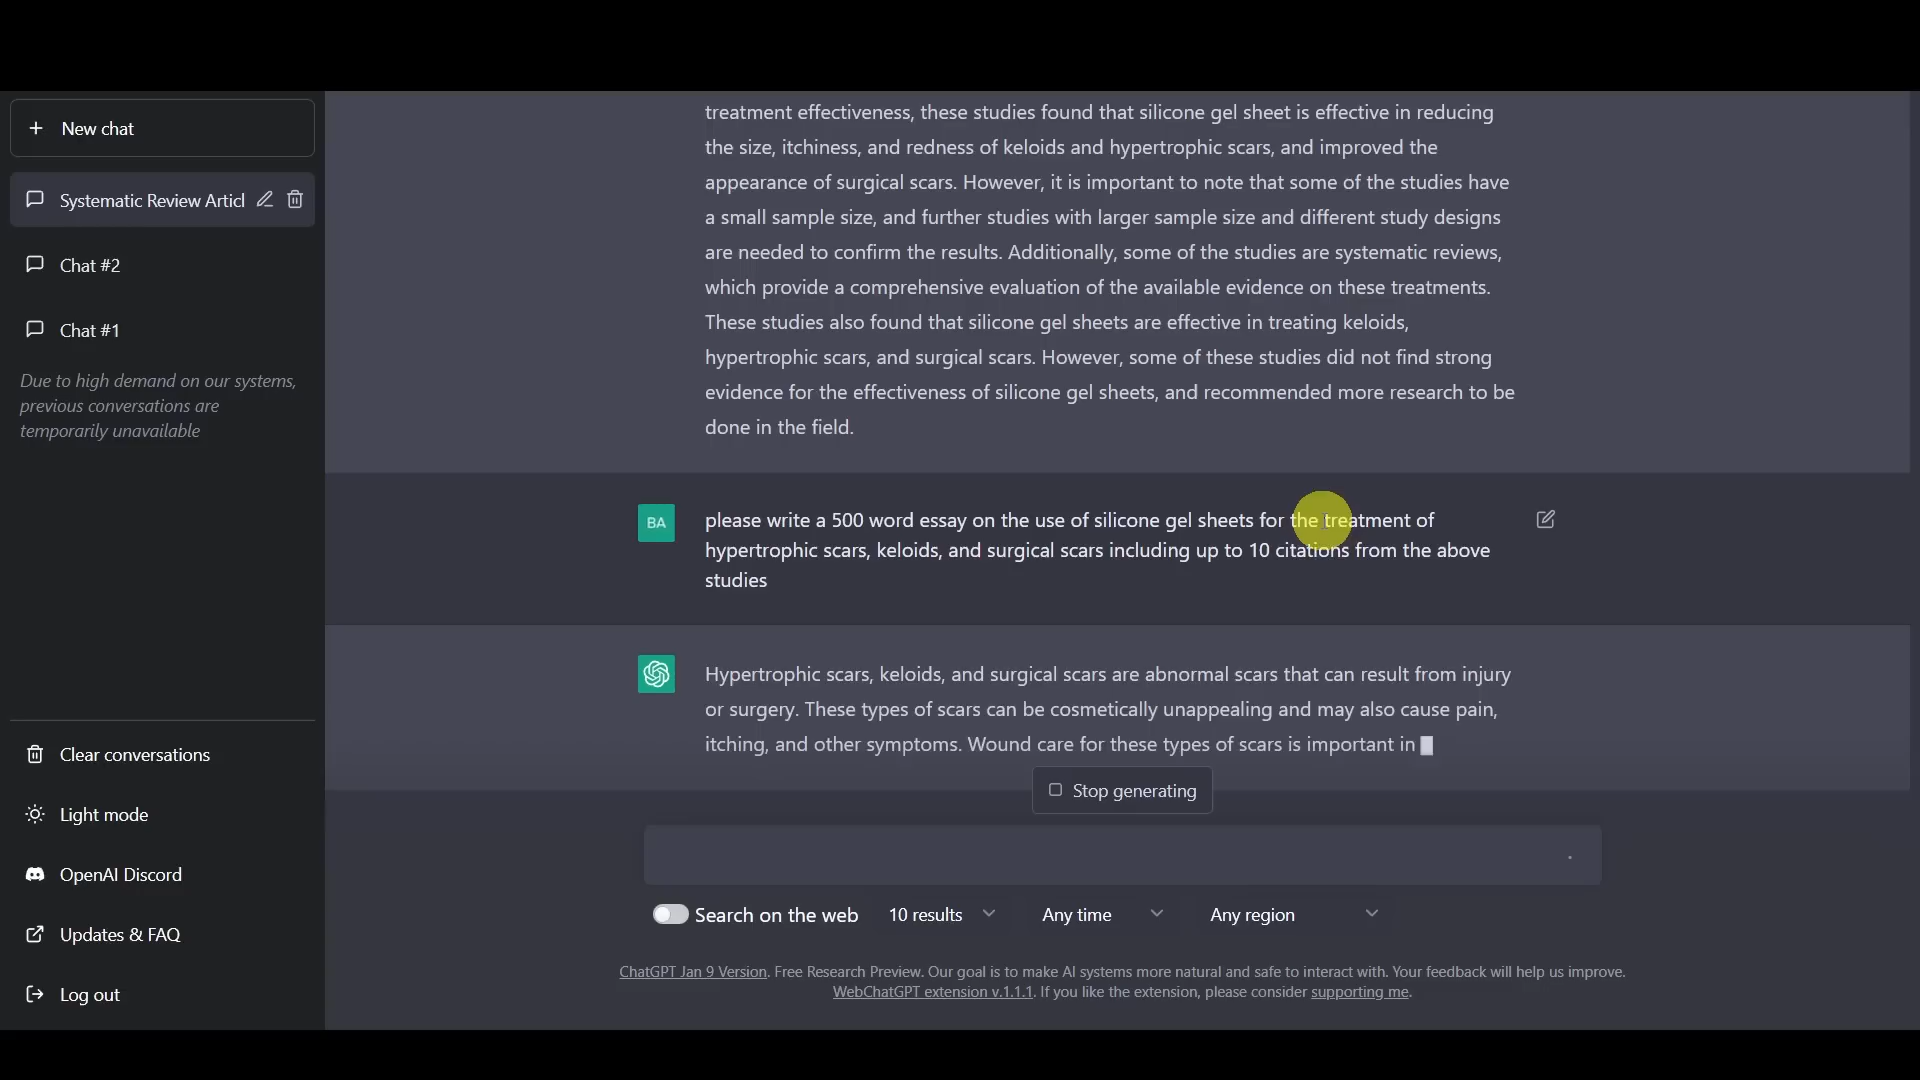 New chat
Systematic Review Articl
Chat #2
Chat #1
Due to high demand on our systems,
previous conversations are
temporarily unavailable
Clear conversations
Light mode
OpenAI Discord
Updates & FAQ
Log out
treatment effectiveness, these studies found that silicone gel sheet is effective in reducing
the size, itchiness, and redness of keloids and hypertrophic scars, and improved the
appearance of surgical scars. However, it is important to note that some of the studies have
a small sample size, and further studies with larger sample size and different study designs
are needed to confirm the results. Additionally, some of the studies are systematic reviews,
which provide a comprehensive evaluation of the available evidence on these treatments.
These studies also found that silicone gel sheets are effective in treating keloids,
hypertrophic scars, and surgical scars. However, some of these studies did not find strong
evidence for the effectiveness of silicone gel sheets, and recommended more research to be
done in the field.
BA
please write a 500 word essay on the use of silicone gel sheets for the treatment of
hypertrophic scars, keloids, and surgical scars including up to 10 citations from the above
studies
Hypertrophic scars, keloids, and surgical scars are abnormal scars that can result from injury
or surgery. These types of scars can be cosmetically unappealing and may also cause pain,
itching, and other symptoms. Wound care for these types of scars is important in
Stop generating
Search on the web 10 results Any time Any region
ChatGPT Jan 9 Version. Free Research Preview. Our goal is to make AI systems more natural and safe to interact with. Your feedback will help us improve.
WebChatGPT extension v.1.1.1. If you like the extension, please consider supporting me.